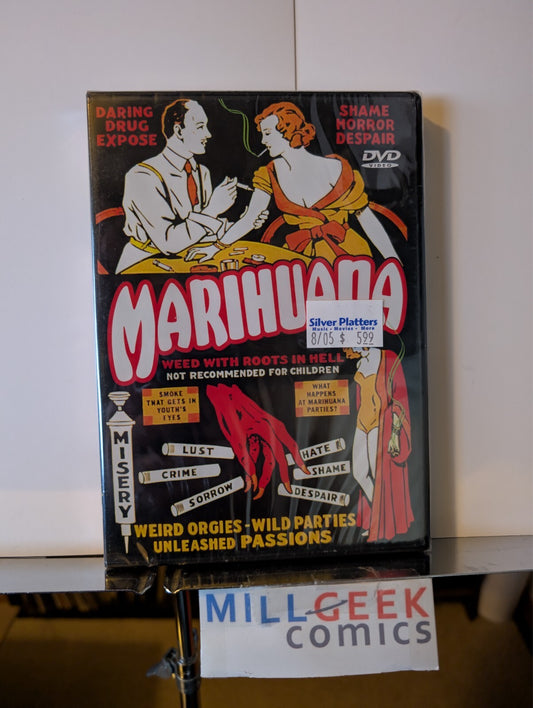 DARING
DRUG
EXPOSE
SHAME
HORROR
DESPAIR
DVD
VIDEO
MARIHUANA
Silver Platters
Music • Movies • More
8/05 $ 5.99
WEED WITH ROOTS IN HELL
NOT RECOMMENDED FOR CHILDREN
SMOKE
THAT GETS IN
YOUTH'S
EYES
WHAT
HAPPENS
AT MARIHUANA
PARTIES?
MISERY
LUST
CRIME
SORROW
HATE
SHAME
DESPAIR
WEIRD ORGIES-WILD PARTIES
UNLEASHED PASSIONS
MILL GEEK
comics